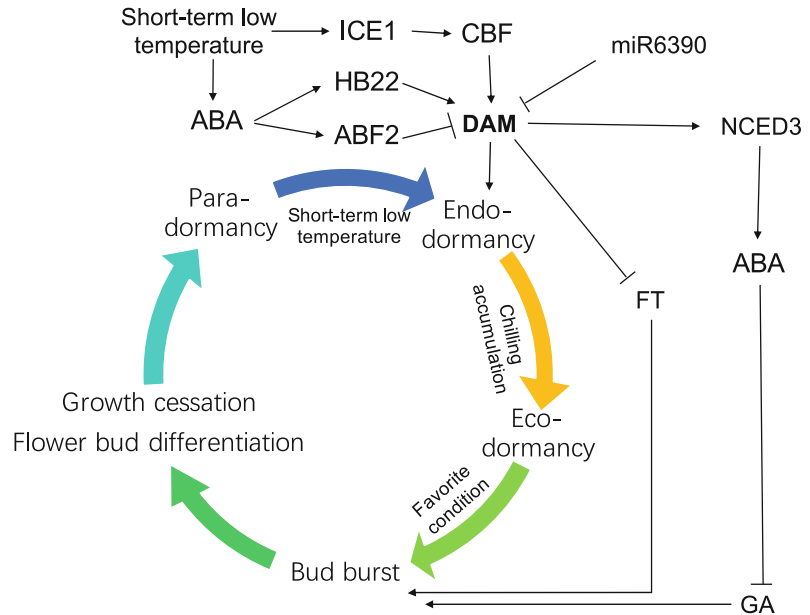 Short-term low
temperature
ICE1
CBF
miR6390
HB22
ABA
ABF2
DAM
NCED3
Para-
dormancy
Short-term low
temperature
Endo-
dormancy
ABA
FT
Chilling
accumulation
Growth cessation
Flower bud differentiation
Eco-
dormancy
Favorite
condition
Bud burst
GA